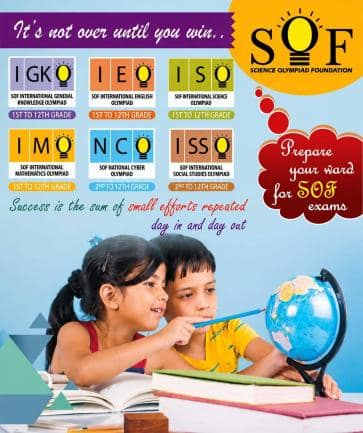 It's not over until you win..
SOF
SCIENCE OLYMPIAD FOUNDATION
IGKO
SOF INTERNATIONAL GENERAL
KNOWLEDGE OLYMPIAD
1ST TO 12TH GRADE
IEO
SOF INTERNATIONAL ENGLISH
OLYMPIAD
1ST TO 12TH GRADE
ISO
SOF INTERNATIONAL SCIENCE
OLYMPIAD
1ST TO 12TH GRADE
IMO
SOF INTERNATIONAL
MATHEMATICS OLYMPIAD
1ST TO 12TH GRADE
NCO
SOF NATIONAL CYBER
OLYMPIAD
2ND TO 12TH GRADE
ISSO
SOF INTERNATIONAL
SOCIAL STUDIES OLYMPIAD
2ND TO 12TH GRADE
Prepare
your ward
for SOF
exams
Success is the sum of small efforts repeated
day in and day out